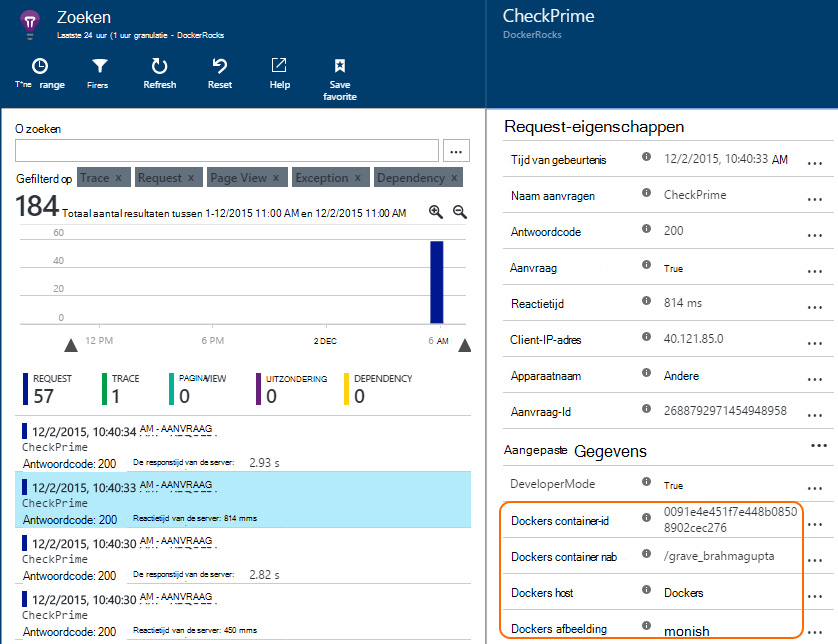 Zoeken
Laatste 24 uur (1 uur granulatie - DockerRocks
T*ne range
Firers
Refresh
Reset
Help
Save
favorite
O zoeken
...
Gefilterd op Trace x Request x Page View x Exception x Dependency x
184 Totaal aantal resultaten tussen 1-12/2015 11:00 AM en 12/2/2015 11:00 AM
60
40
20
0
12 PM 6 PM 2 DEC 6 AM
REQUEST
57
TRACE
1
PAGINAVIEW
0
UITZONDERING
0
DEPENDENCY
0
12/2/2015, 10:40:34 AM - AANVRAAG
CheckPrime
Antwoordcode: 200 De responstijd van de server: 2.93 s
12/2/2015, 10:40:33 AM - AANVRAAG
CheckPrime
Antwoordcode: 200 Reactietijd van de server: 814 mms
12/2/2015, 10:40:30 AM - AANVRAAG
CheckPrime
Antwoordcode: 200 De responstijd van de server: 2.82 s
12/2/2015, 10:40:30 AM - AANVRAAG
CheckPrime
Antwoordcode: 200 Reactietijd van de server: 450 mms
CheckPrime
DockerRocks
Request-eigenschappen
Tijd van gebeurtenis 12/2/2015, 10:40:33 AM ...
Naam aanvragen CheckPrime ...
Antwoordcode 200 ...
Aanvraag True ...
Reactietijd 814 ms ...
Client-IP-adres 40.121.85.0 ...
Apparaatnaam Andere ...
Aanvraag-Id 2688792971454948958 ...
Aangepaste Gegevens ...
DeveloperMode True ...
Dockers container-id 0091e4e451f7e448b0850
8902cec276 ...
Dockers container nab /grave_brahmagupta ...
Dockers host Dockers ...
Dockers afbeelding monish ...